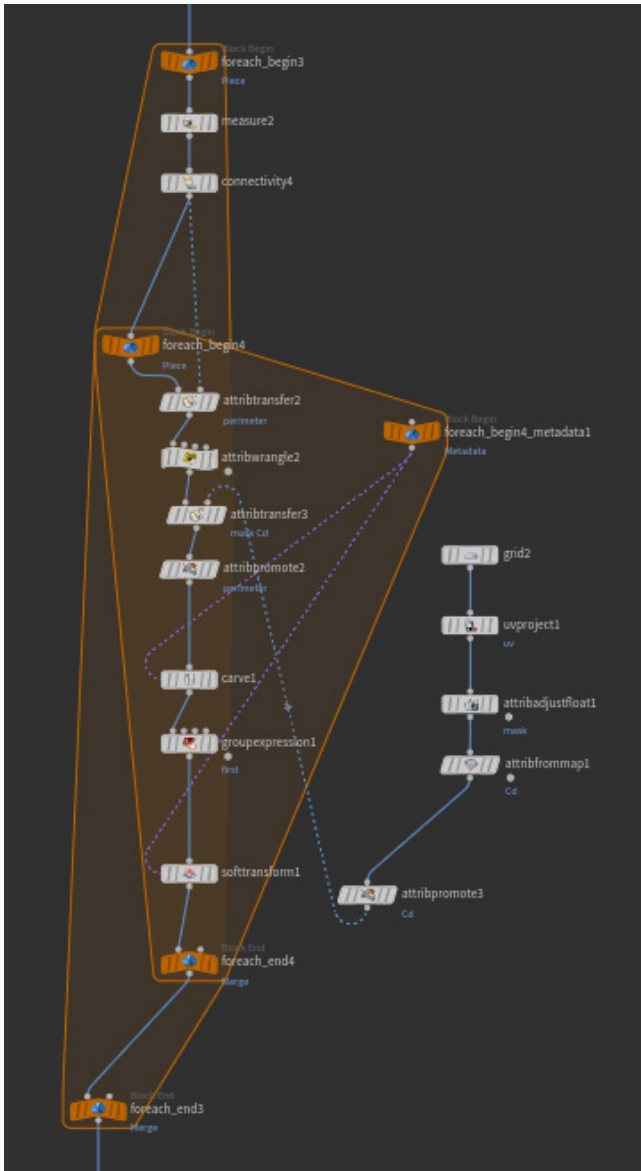 Block Begin
foreach_begin3
Piece
measure2
connectivity4
Block Begin
foreach_begin4
Piece
attribtransfer2
perimeter
Block Begin
foreach_begin4_metadata1
Metadata
attribwrangle2
attribtransfer3
mask Cd
attribpromote2
perimeter
grid2
uvproject1
uv
carve1
attribadjustfloat1
mask
groupexpression1
find
attribfrommap1
Cd
softtransform1
attribpromote3
Cd
Block End
foreach_end4
Merge
Block End
foreach_end3
Merge